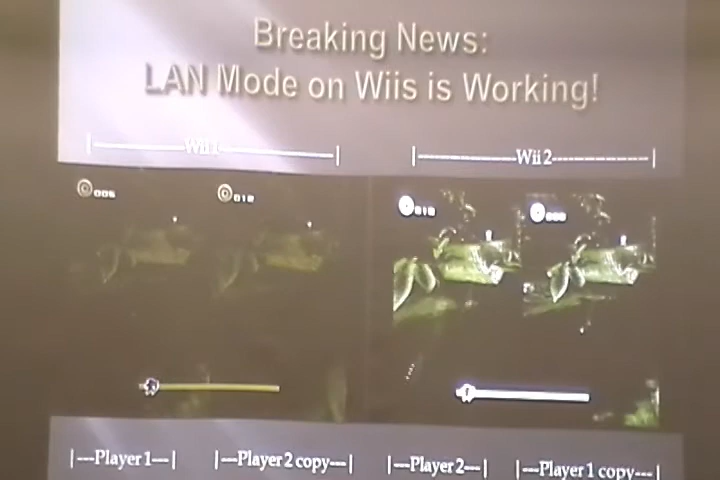 Breaking News:
LAN Mode on Wiis is Working!
|------Wii 1------------|
|-----------Wii 2-----------|
|---Player 1---|
|---Player 2 copy---|
|---Player 2---|
|---Player 1 copy----|